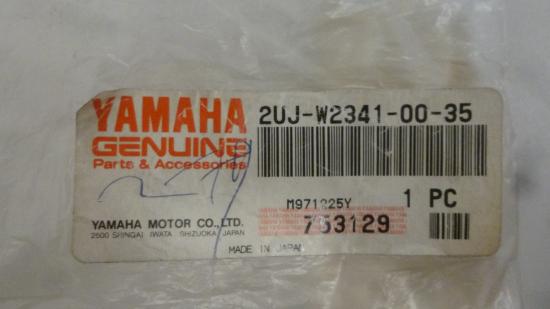 YAMAHA
GENUINE
Parts & Accessories
2UJ-W2341-00-35
M971225Y 1 PC
753129
YAMAHA MOTOR CO., LTD.
2500 SHINGAI IWATA SHIZUOKA JAPAN
MADE IN JAPAN